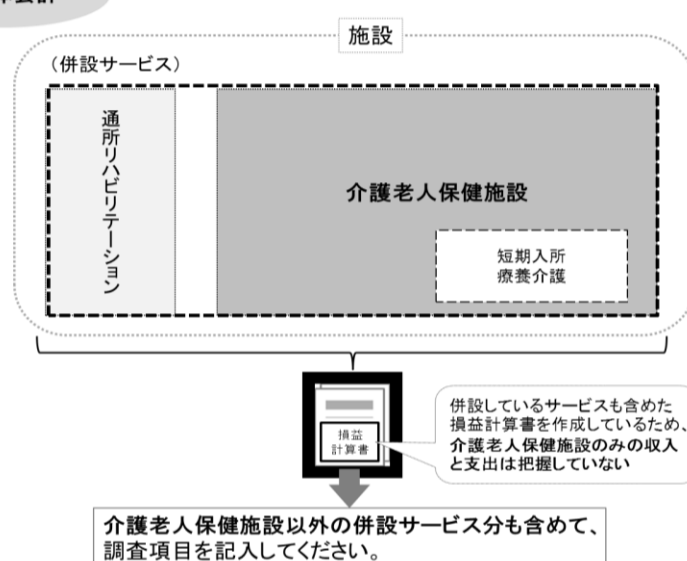 施設
（併設サービス）
通所リハビリテーション
介護老人保健施設
短期入所
療養介護
損益
計算書
併設しているサービスも含めた
損益計算書を作成しているため、
介護老人保健施設のみの収入
と支出は把握していない
介護老人保健施設以外の併設サービス分も含めて、
調査項目を記入してください。